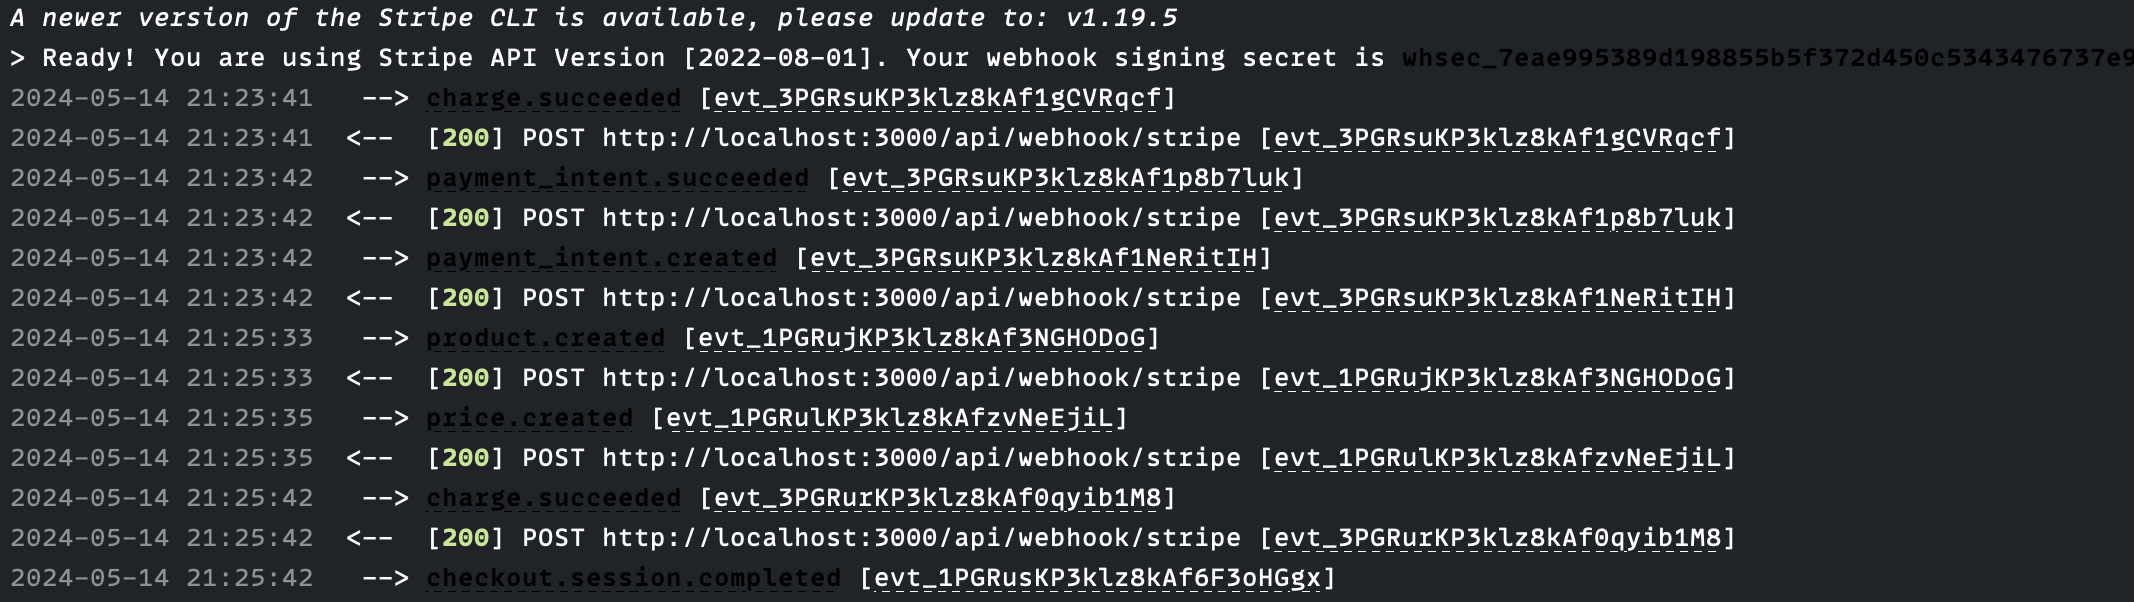 A newer version of the Stripe CLI is available, please update to: v1.19.5
> Ready! You are using Stripe API Version [2022-08-01]. Your webhook signing secret is whsec_7eae995389d198855b5f372d450c5343476737e9
2024-05-14 21:23:41   --> charge.succeeded [evt_3PGRsuKP3klz8kAf1gCVRqcf]
2024-05-14 21:23:41  <--  [200] POST http://localhost:3000/api/webhook/stripe [evt_3PGRsuKP3klz8kAf1gCVRqcf]
2024-05-14 21:23:42   --> payment_intent.succeeded [evt_3PGRsuKP3klz8kAf1p8b7luk]
2024-05-14 21:23:42  <--  [200] POST http://localhost:3000/api/webhook/stripe [evt_3PGRsuKP3klz8kAf1p8b7luk]
2024-05-14 21:23:42   --> payment_intent.created [evt_3PGRsuKP3klz8kAf1NeRitIH]
2024-05-14 21:23:42  <--  [200] POST http://localhost:3000/api/webhook/stripe [evt_3PGRsuKP3klz8kAf1NeRitIH]
2024-05-14 21:25:33   --> product.created [evt_1PGRujKP3klz8kAf3NGHODoG]
2024-05-14 21:25:33  <--  [200] POST http://localhost:3000/api/webhook/stripe [evt_1PGRujKP3klz8kAf3NGHODoG]
2024-05-14 21:25:35   --> price.created [evt_1PGRulKP3klz8kAfzvNeEjiL]
2024-05-14 21:25:35  <--  [200] POST http://localhost:3000/api/webhook/stripe [evt_1PGRulKP3klz8kAfzvNeEjiL]
2024-05-14 21:25:42   --> charge.succeeded [evt_3PGRurKP3klz8kAf0qyib1M8]
2024-05-14 21:25:42  <--  [200] POST http://localhost:3000/api/webhook/stripe [evt_3PGRurKP3klz8kAf0qyib1M8]
2024-05-14 21:25:42   --> checkout.session.completed [evt_1PGRusKP3klz8kAf6F3oHGgx]